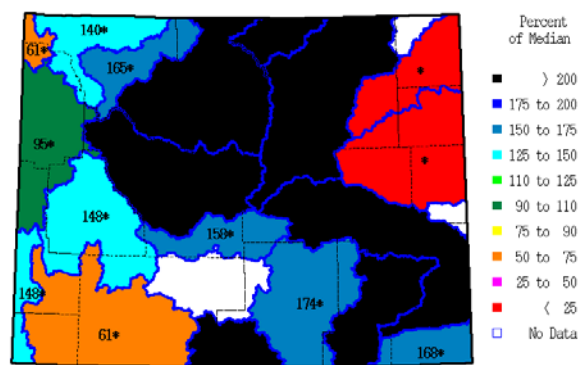 140*
61*
165*
*
95*
*
148*
159*
148*
174*
61*
168*
Percent
of Median
> 200
175 to 200
150 to 175
125 to 150
110 to 125
90 to 110
75 to 90
50 to 75
25 to 50
< 25
No Data